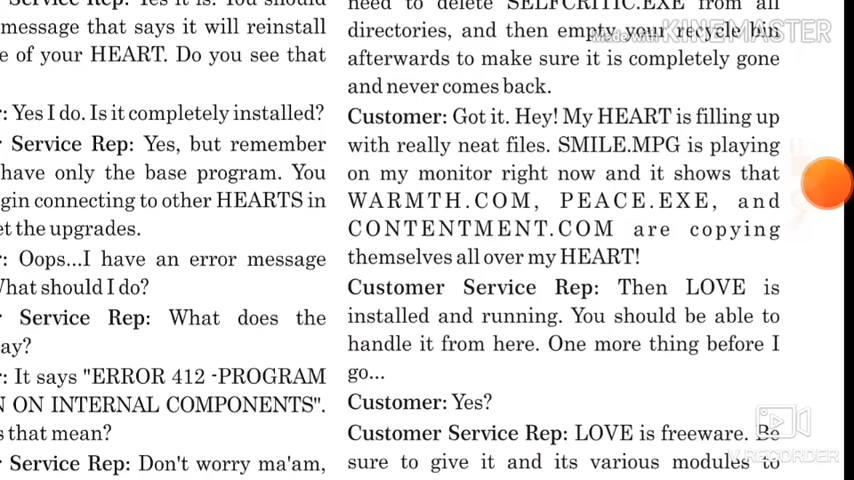 Service Rep: Yes it is. You should
message that says it will reinstall
e of your HEART. Do you see that
: Yes I do. Is it completely installed?
Service Rep: Yes, but remember
have only the base program. You
gin connecting to other HEARTS in
et the upgrades.
: Oops...I have an error message
What should I do?
r Service Rep: What does the
ay?
: It says "ERROR 412 -PROGRAM
N ON INTERNAL COMPONENTS".
s that mean?
r Service Rep: Don't worry ma'am,
need to delete SELFCRITIC.EXE from all
directories, and then empty your recycle bin
afterwards to make sure it is completely gone
and never comes back.
Customer: Got it. Hey! My HEART is filling up
with really neat files. SMILE.MPG is playing
on my monitor right now and it shows that
WARMTH.COM, PEACE.EXE, and
CONTENTMENT.COM are copying
themselves all over my HEART!
Customer Service Rep: Then LOVE is
installed and running. You should be able to
handle it from here. One more thing before I
go...
Customer: Yes?
Customer Service Rep: LOVE is freeware. Be
sure to give it and its various modules to
Made with KINEMASTER
V RECORDER